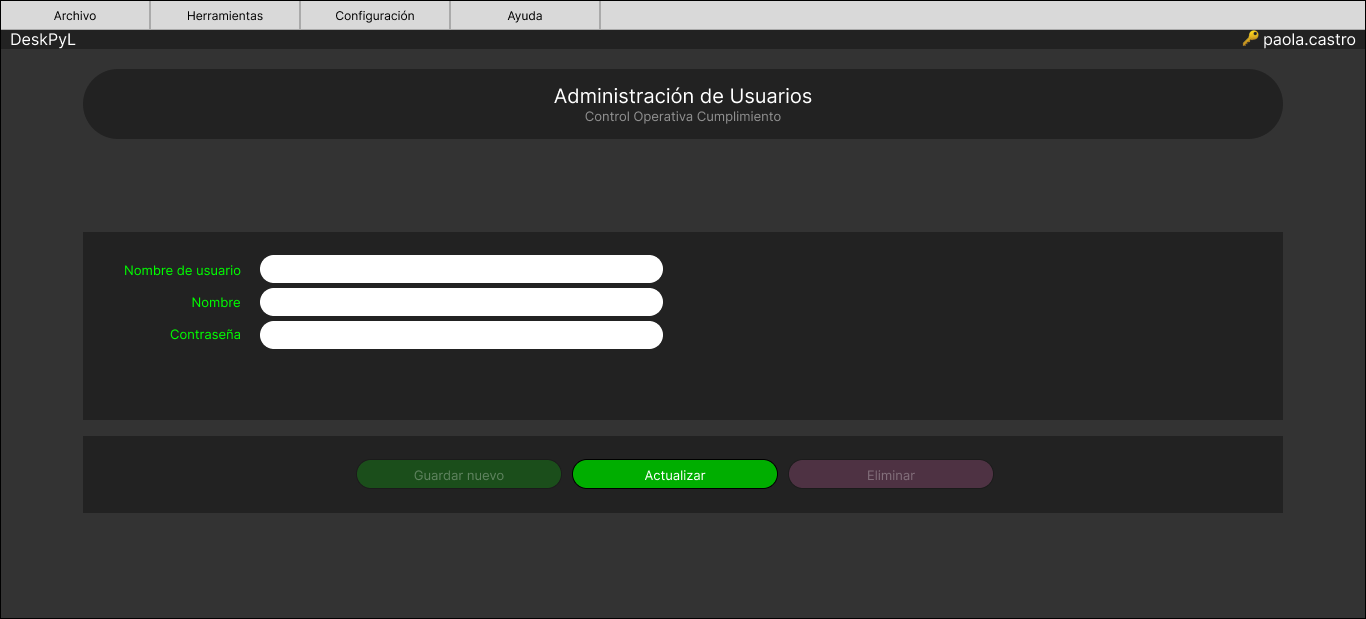 Archivo Herramientas Configuración Ayuda
DeskPyL 🔑 paola.castro
Administración de Usuarios
Control Operativa Cumplimiento
Nombre de usuario
Nombre
Contraseña
Guardar nuevo Actualizar Eliminar